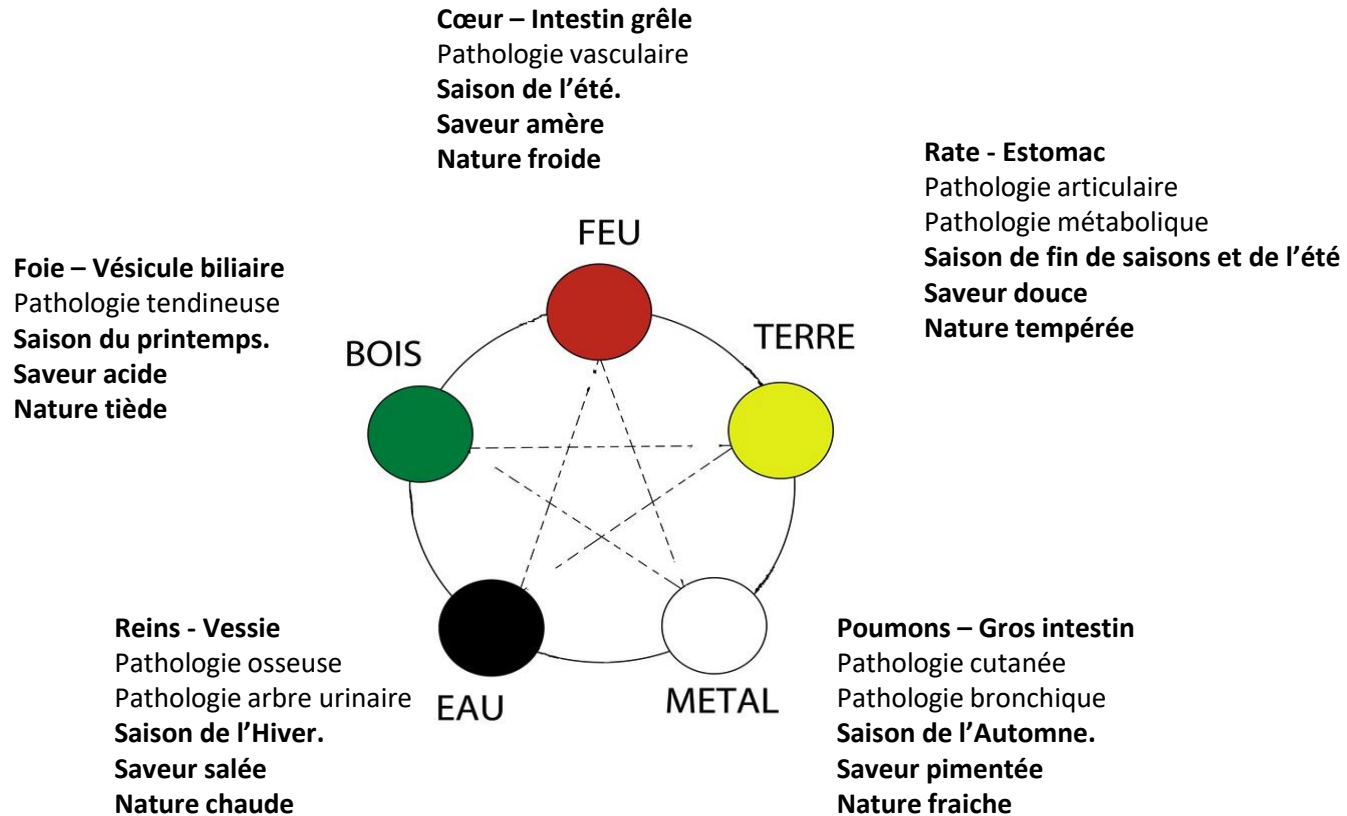 Cœur – Intestin grêle
Pathologie vasculaire
Saison de l’été.
Saveur amère
Nature froide
Rate - Estomac
Pathologie articulaire
Pathologie métabolique
Saison de fin de saisons et de l’été
Saveur douce
Nature tempérée
FEU
Foie – Vésicule biliaire
Pathologie tendineuse
Saison du printemps.
Saveur acide
Nature tiède
BOIS
TERRE
Reins - Vessie
Pathologie osseuse
Pathologie arbre urinaire
Saison de l’Hiver.
Saveur salée
Nature chaude
EAU
METAL
Poumons – Gros intestin
Pathologie cutanée
Pathologie bronchique
Saison de l’Automne.
Saveur pimentée
Nature fraiche